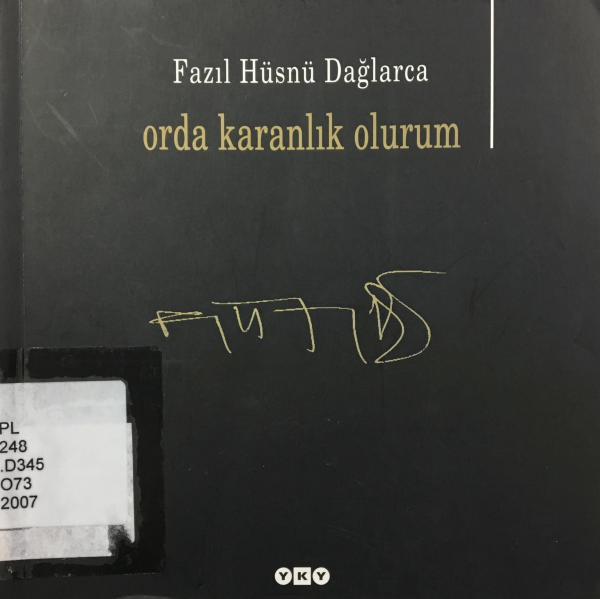 Fazıl Hüsnü Dağlarca
orda karanlık olurum
PL
248
.D345
O73
2007
YKY